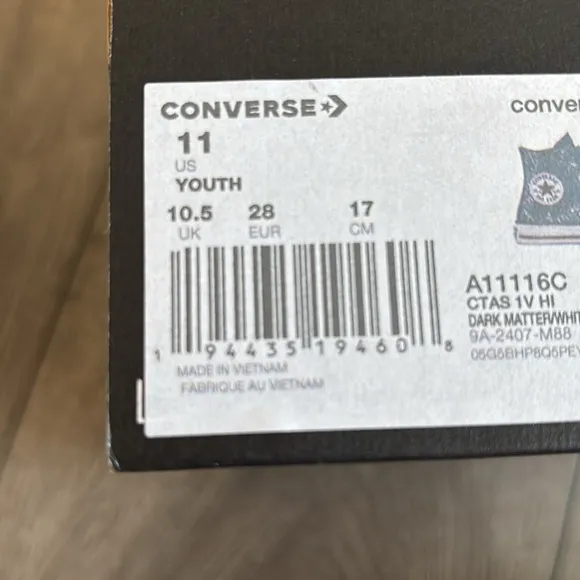 CONVERSE
conver
11
US
YOUTH
10.5 28 17
UK EUR CM
A11116C
CTAS 1V HI
DARK MATTER/WHIT
9A-2407-M88
1 94435 19460 8
MADE IN VIETNAM
FABRIQUE AU VIETNAM